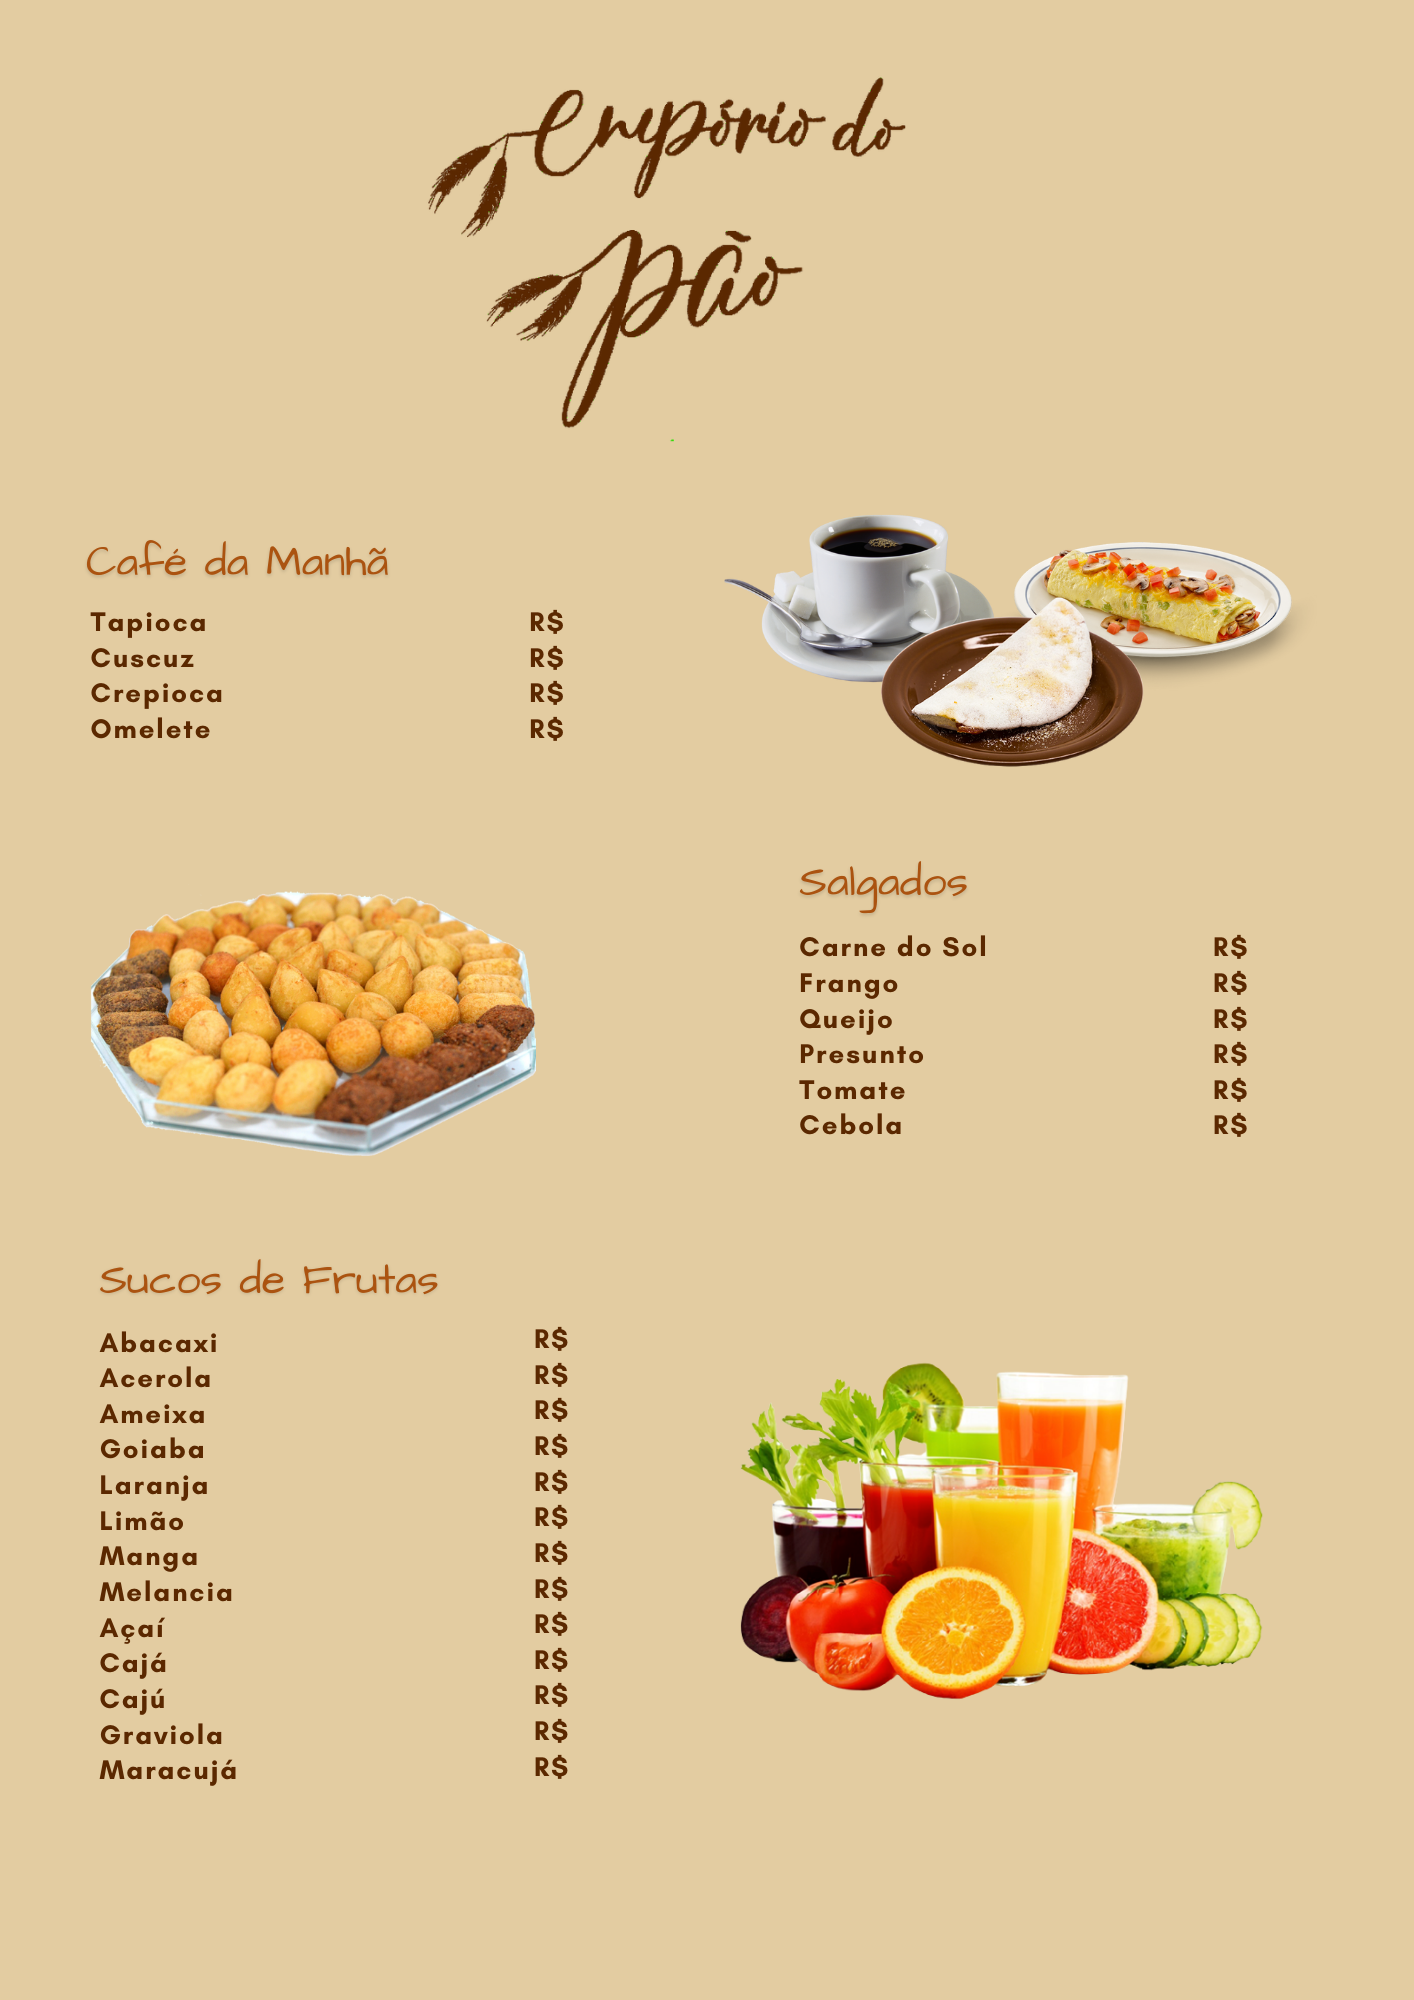 Empório do
Pão
Café da Manhã
Tapioca R$
Cuscuz R$
Crepioca R$
Omelete R$
Salgados
Carne do Sol R$
Frango R$
Queijo R$
Presunto R$
Tomate R$
Cebola R$
Sucos de Frutas
Abacaxi R$
Acerola R$
Ameixa R$
Goiaba R$
Laranja R$
Limão R$
Manga R$
Melancia R$
Açaí R$
Cajá R$
Cajú R$
Graviola R$
Maracujá R$